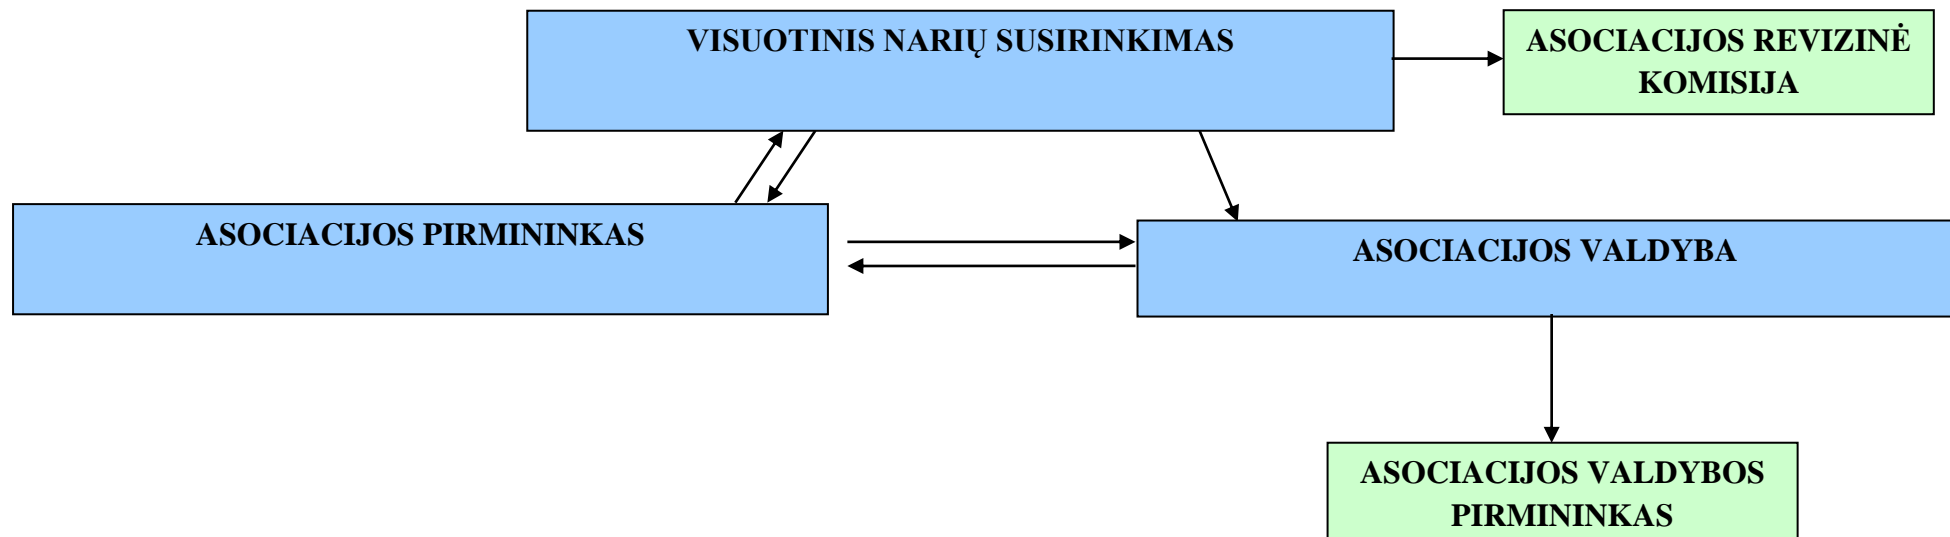 VISUOTINIS NARIŲ SUSIRINKIMAS
ASOCIACIJOS REVIZINĖ
KOMISIJA
ASOCIACIJOS PIRMININKAS
ASOCIACIJOS VALDYBA
ASOCIACIJOS VALDYBOS
PIRMININKAS